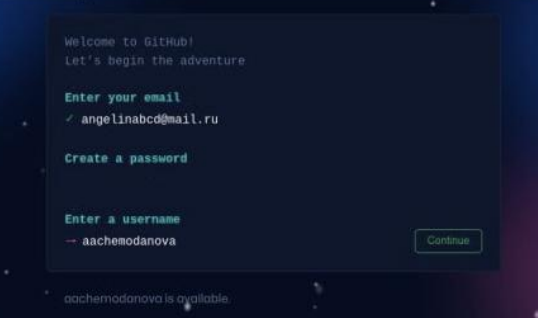 Welcome to GitHub!
Let's begin the adventure
Enter your email
✓ angelinabcd@mail.ru
Create a password
Enter a username
→ aachemodanova
Continue
aachemodanova is available.